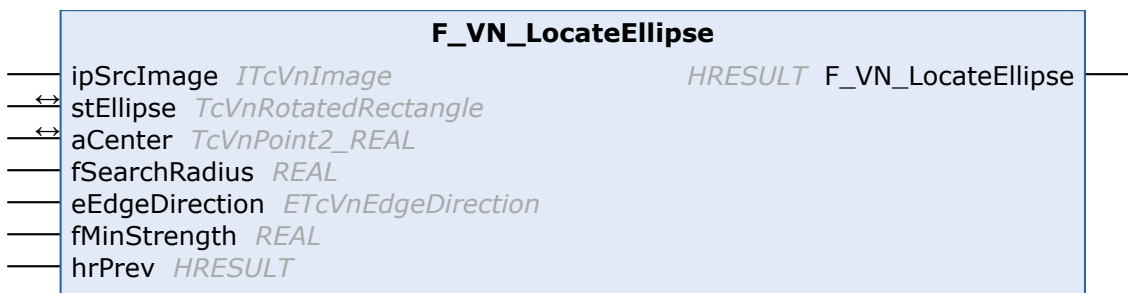 F_VN_LocateEllipse
ipSrcImage ITcVnImage HRESULT F_VN_LocateEllipse
stEllipse TcVnRotatedRectangle
aCenter TcVnPoint2_REAL
fSearchRadius REAL
eEdgeDirection ETcVnEdgeDirection
fMinStrength REAL
hrPrev HRESULT